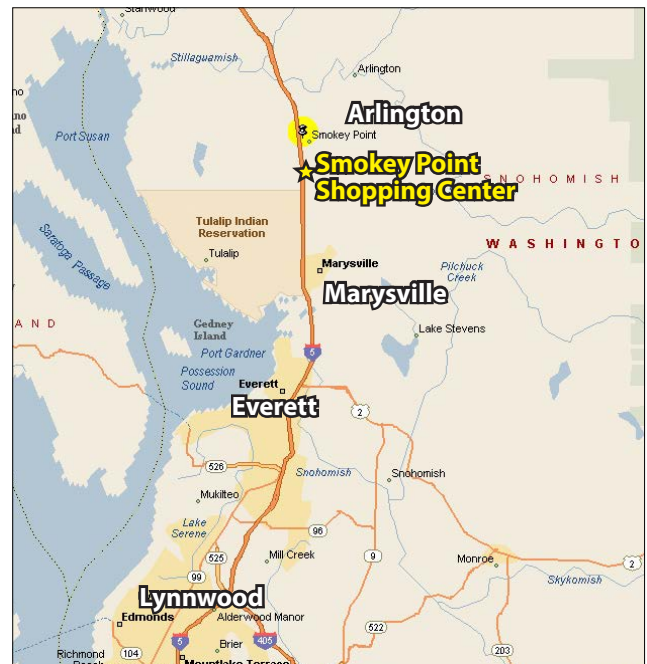 Stanwood
Stillaguamish
Arlington
Arlington
Smokey Point
Port Susan
Smokey Point
Shopping Center
SNOHOMISH
Tulalip Indian
Reservation
Tulalip
WASHINGTO
Saratoga Passage
Marysville
Pilchuck
Creek
Marysville
AND
Gedney
Island
Lake Stevens
Port Gardner
5
Possession
Sound
Everett
Everett
2
526
Snohomish
Snohomish
Mukilteo
Lake
Serene
96
525
Mill Creek
9
Monroe
2
99
Skykomish
Lynnwood
Edmonds
Alderwood Manor
522
5
405
Brier
203
Richmond
104
Mountlake Terrace